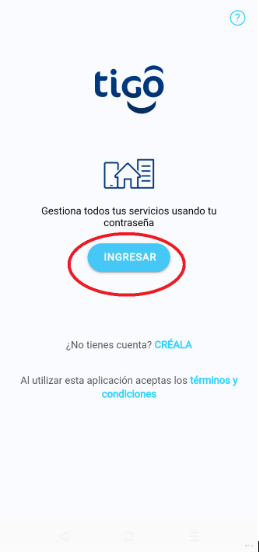 ?
tigo
Gestiona todos tus servicios usando tu
contraseña
INGRESAR
¿No tienes cuenta? CRÉALA
Al utilizar esta aplicación aceptas los términos y
condiciones